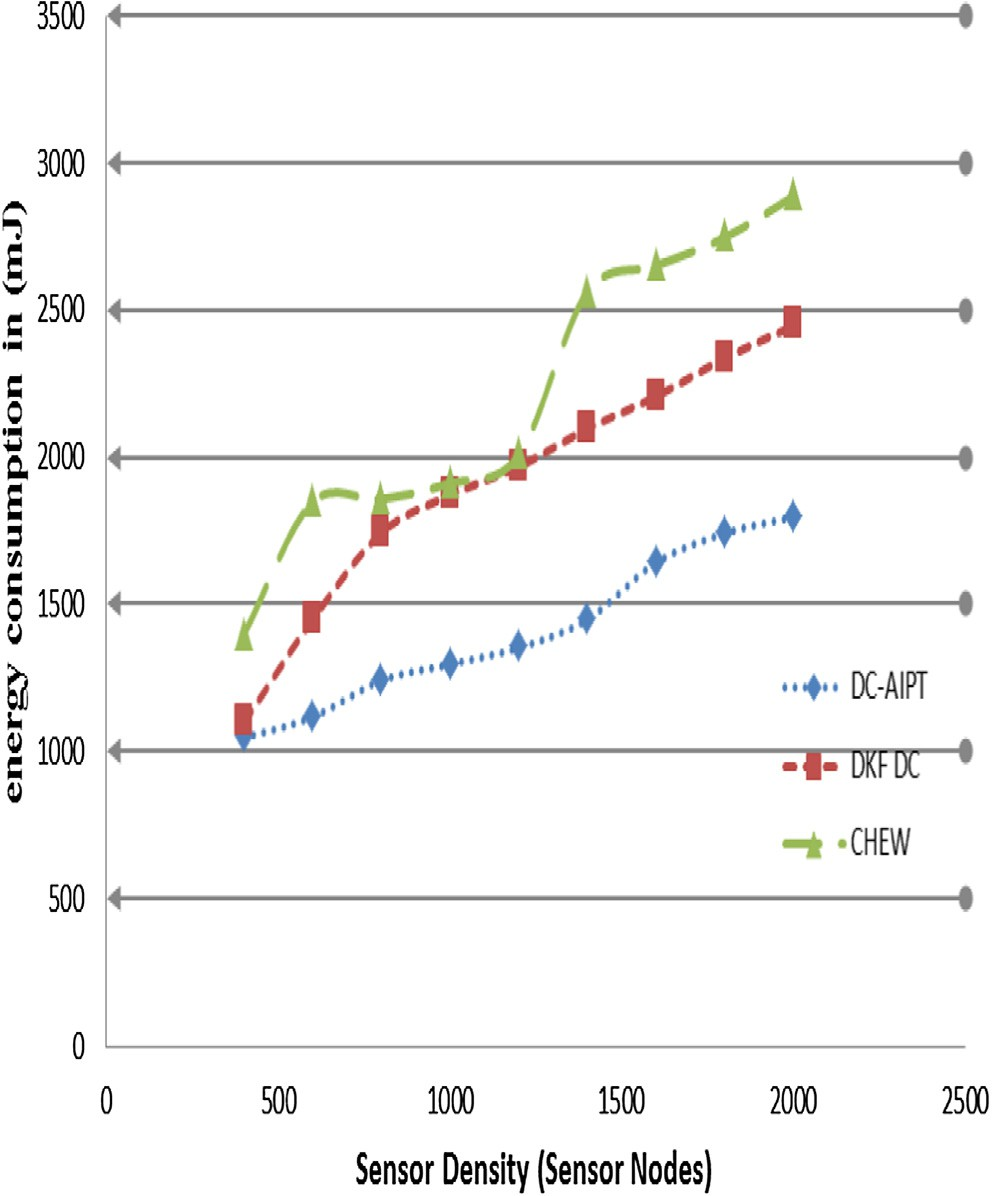 3500
3000
2500
2000
1500
1000
500
0
energy consumption in (mJ)
DC-AIPT
DKF DC
CHEW
0 500 1000 1500 2000 2500
Sensor Density (Sensor Nodes)